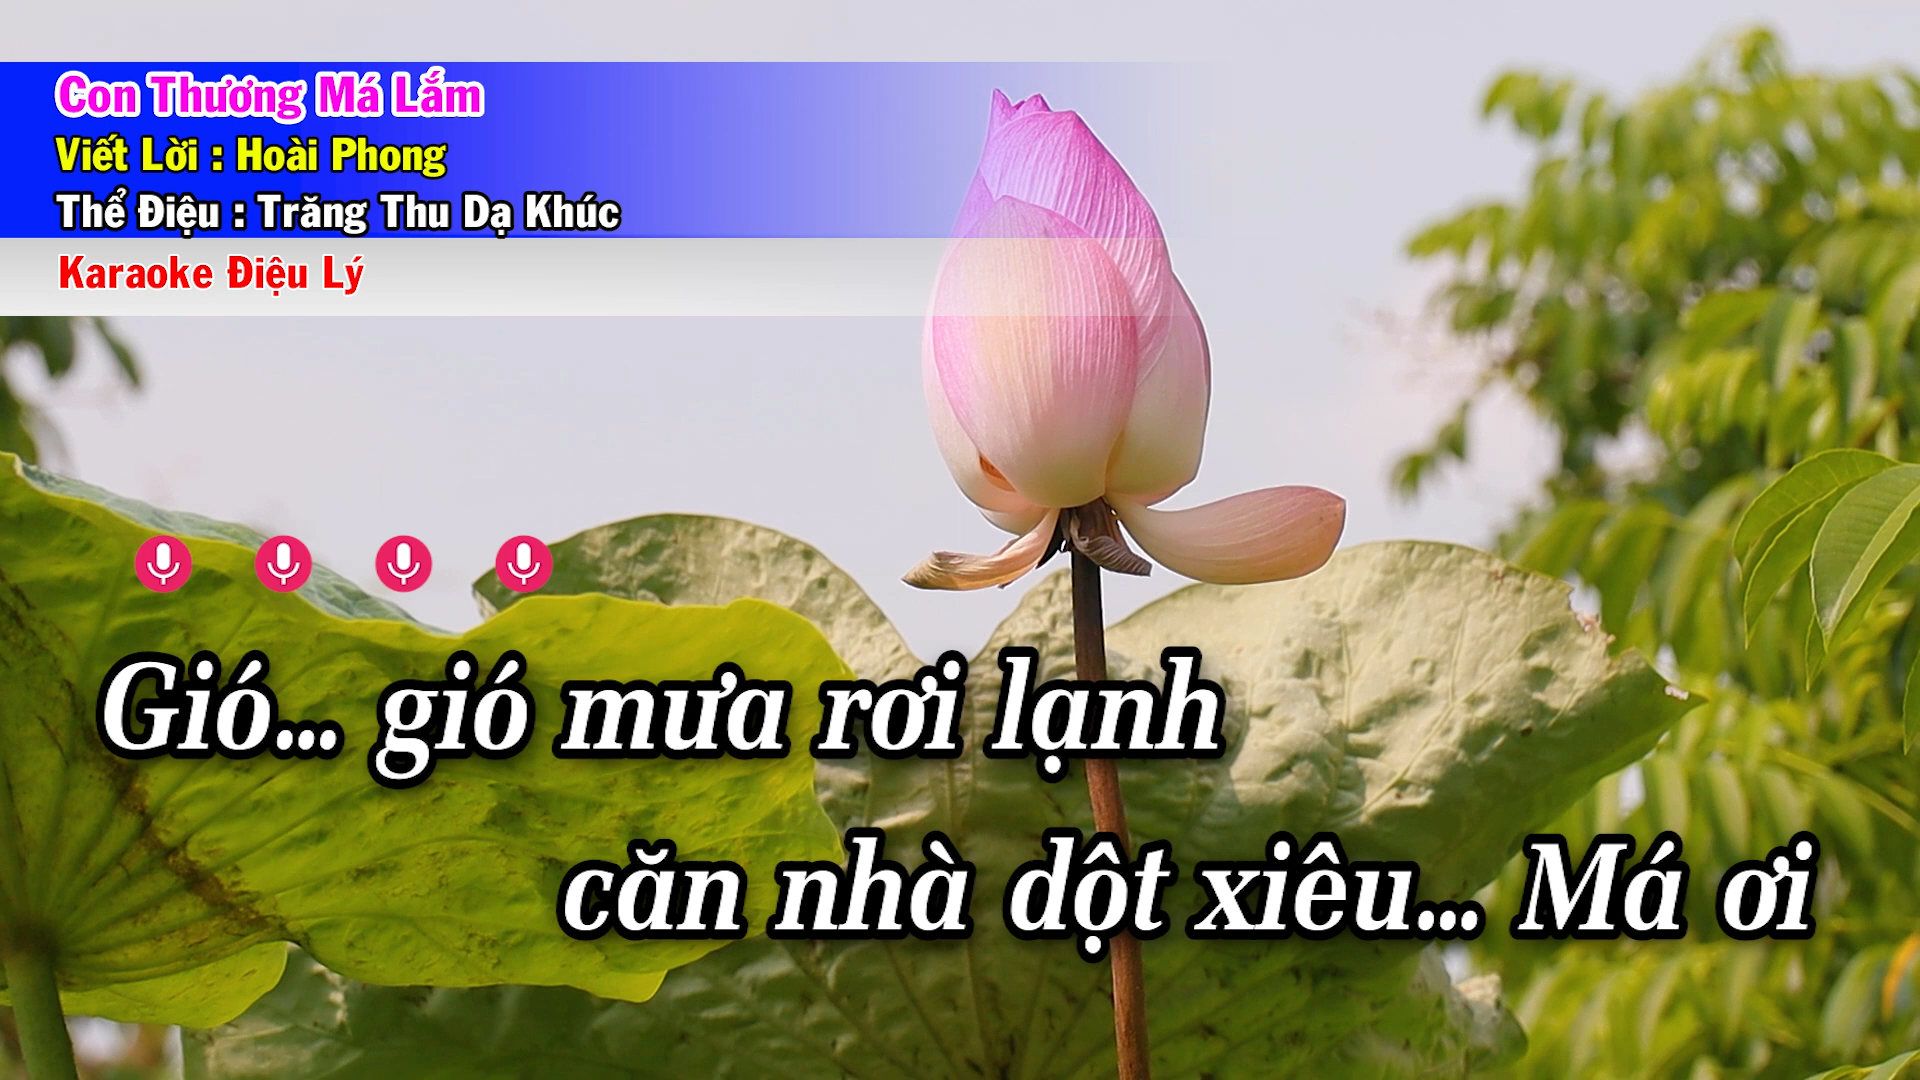 Con Thương Má Lắm
Viết Lời : Hoài Phong
Thể Điệu : Trăng Thu Dạ Khúc
Karaoke Điệu Lý
Gió... gió mưa rơi lạnh
căn nhà dột xiêu... Má ơi